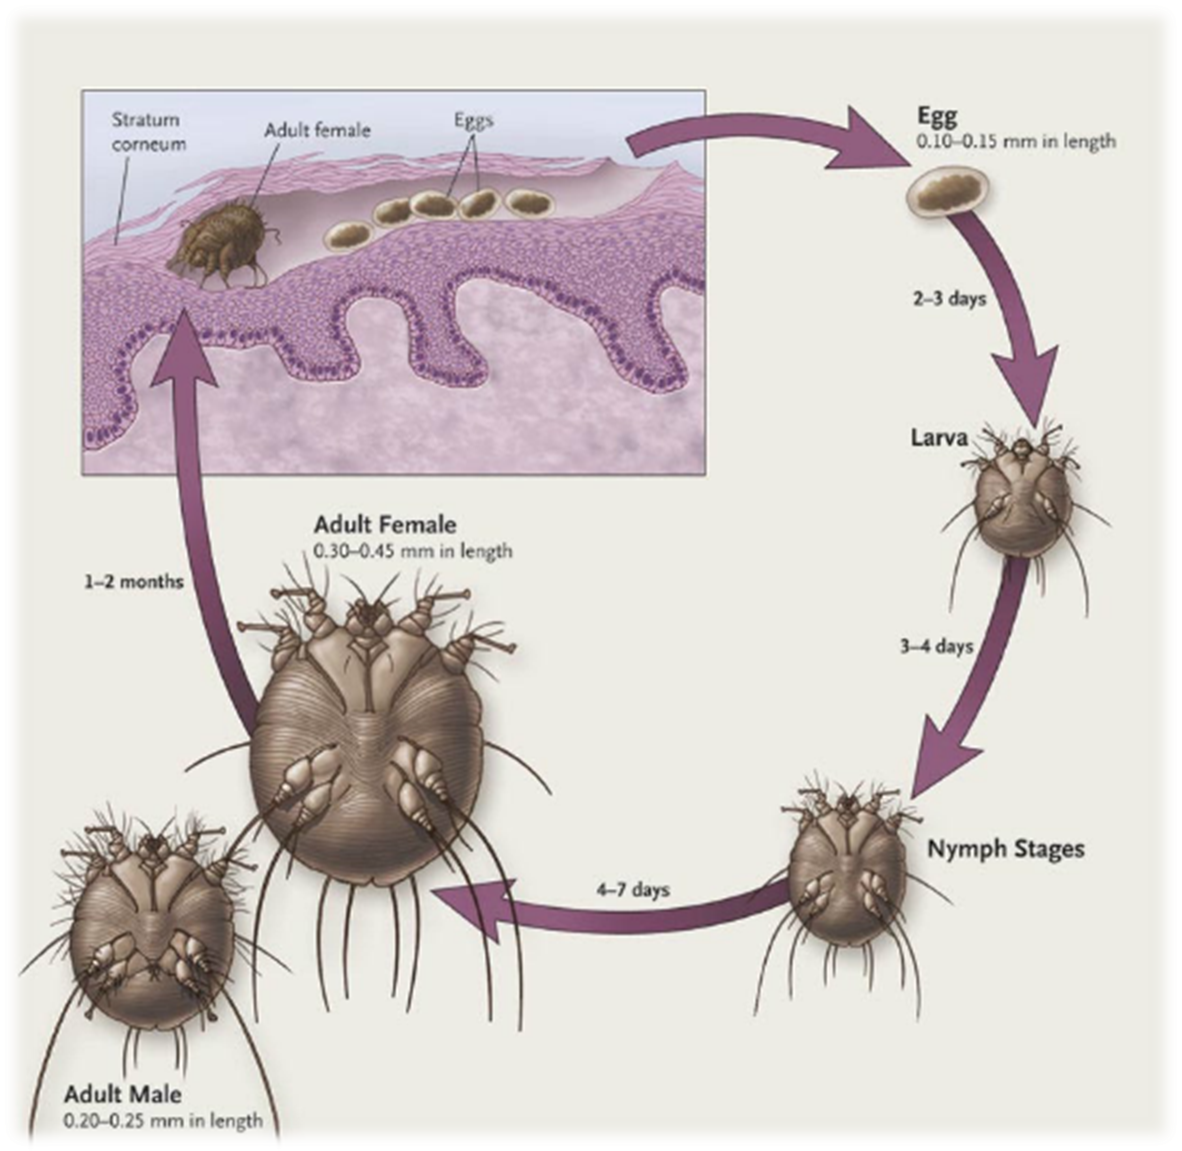 Stratum
corneum
Adult female
Eggs
Egg
0.10–0.15 mm in length
2–3 days
Larva
3–4 days
Nymph Stages
4–7 days
Adult Female
0.30–0.45 mm in length
1–2 months
Adult Male
0.20–0.25 mm in length